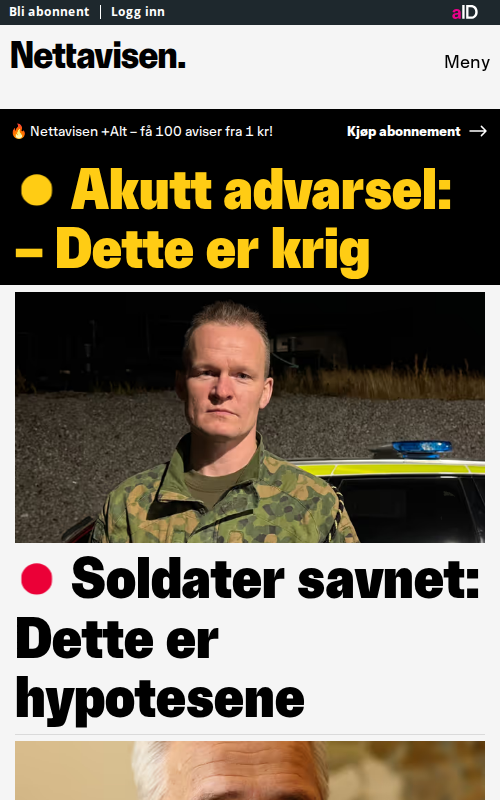 Bli abonnent | Logg inn
aID
Nettavisen.
Meny
🔥 Nettavisen +Alt – få 100 aviser fra 1 kr!
Kjøp abonnement →
Akutt advarsel:
– Dette er krig
Soldater savnet:
Dette er
hypotesene